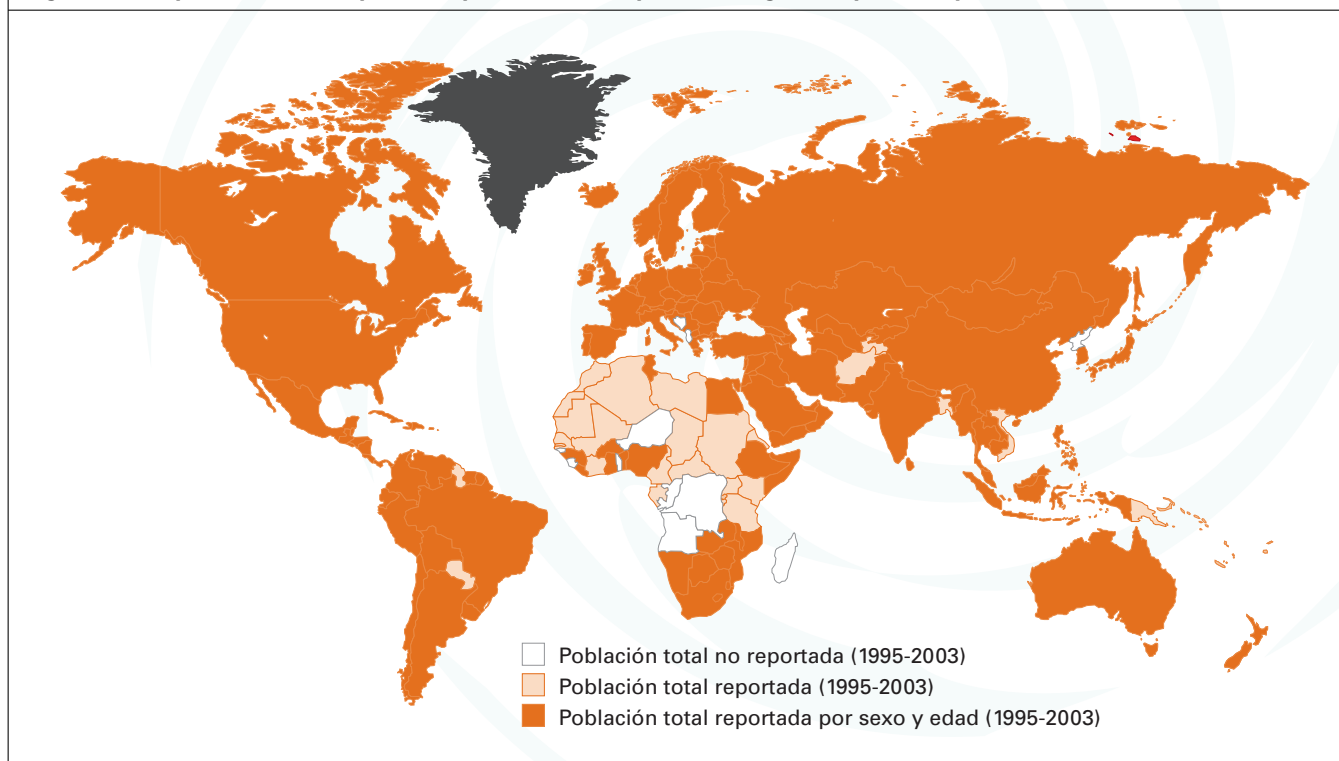 Población total no reportada (1995-2003)
Población total reportada (1995-2003)
Población total reportada por sexo y edad (1995-2003)